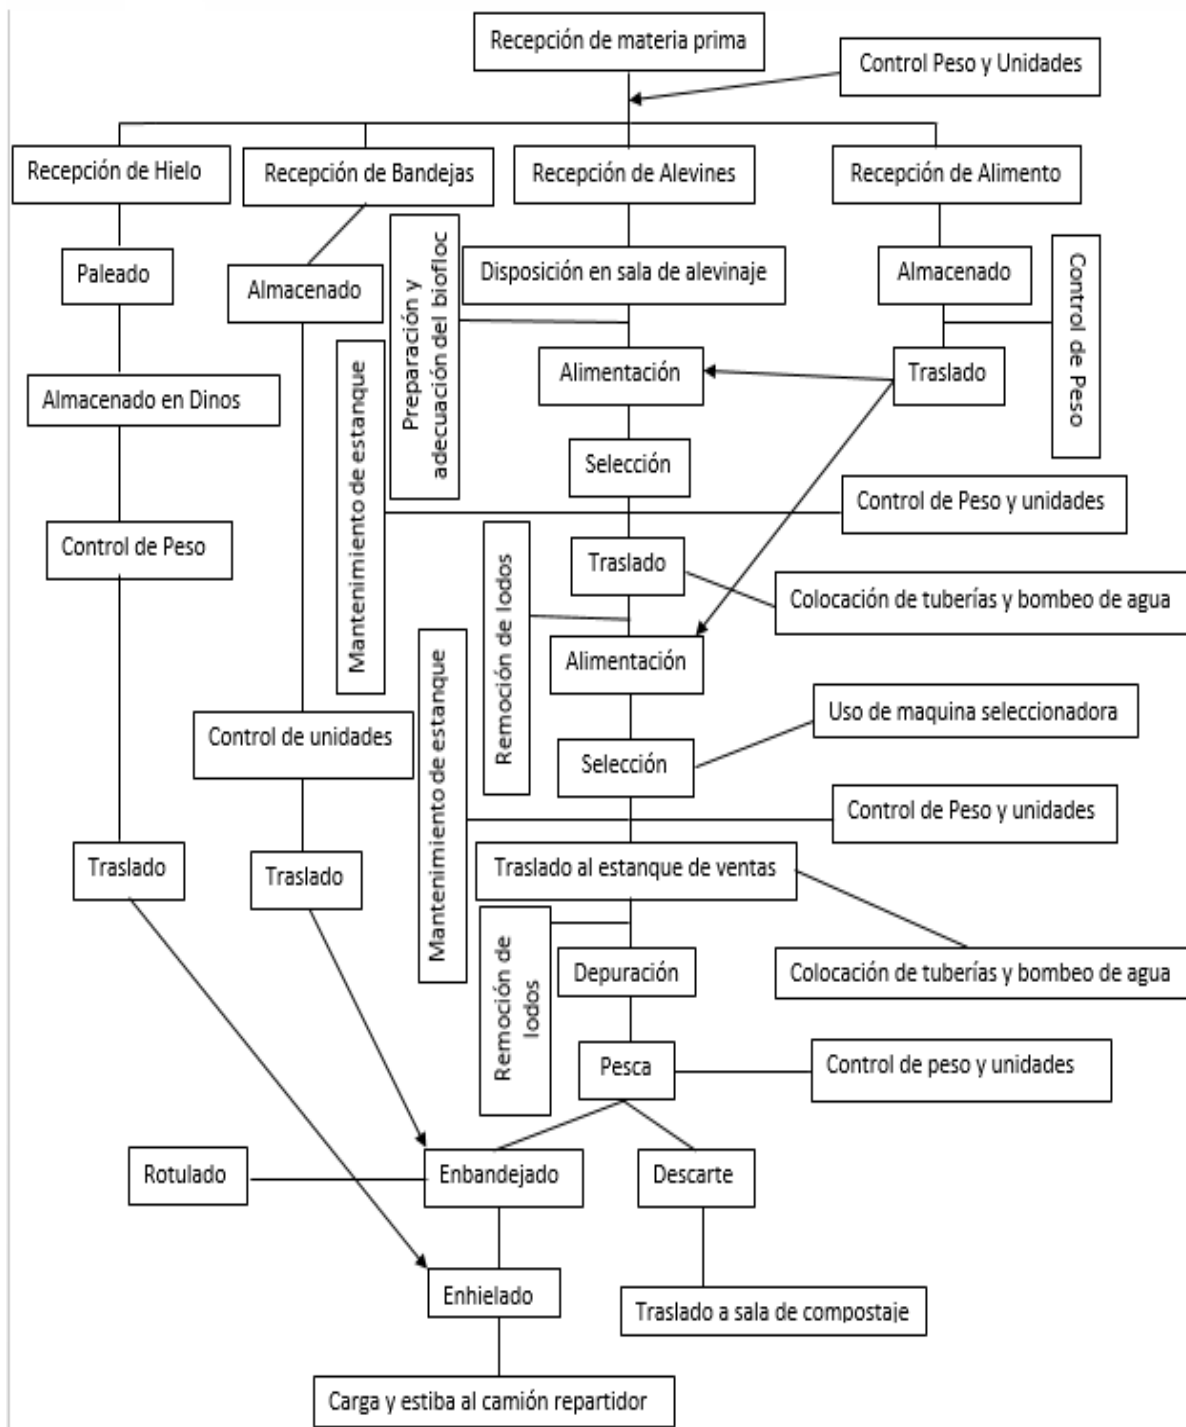 Recepción de materia prima
Control Peso y Unidades
Recepción de Hielo
Recepción de Bandejas
Recepción de Alevines
Recepción de Alimento
Paleado
Almacenado
Preparación y
adecuación del biofloc
Disposición en sala de alevinaje
Almacenado
Control de Peso
Almacenado en Dinos
Mantenimiento de estanque
Alimentación
Traslado
Selección
Control de Peso y unidades
Control de Peso
Remoción de lodos
Traslado
Colocación de tuberías y bombeo de agua
Mantenimiento de estanque
Alimentación
Control de unidades
Uso de maquina seleccionadora
Selección
Control de Peso y unidades
Traslado
Traslado
Traslado al estanque de ventas
Remoción de
lodos
Depuración
Colocación de tuberías y bombeo de agua
Pesca
Control de peso y unidades
Rotulado
Enbandejado
Descarte
Enhielado
Traslado a sala de compostaje
Carga y estiba al camión repartidor